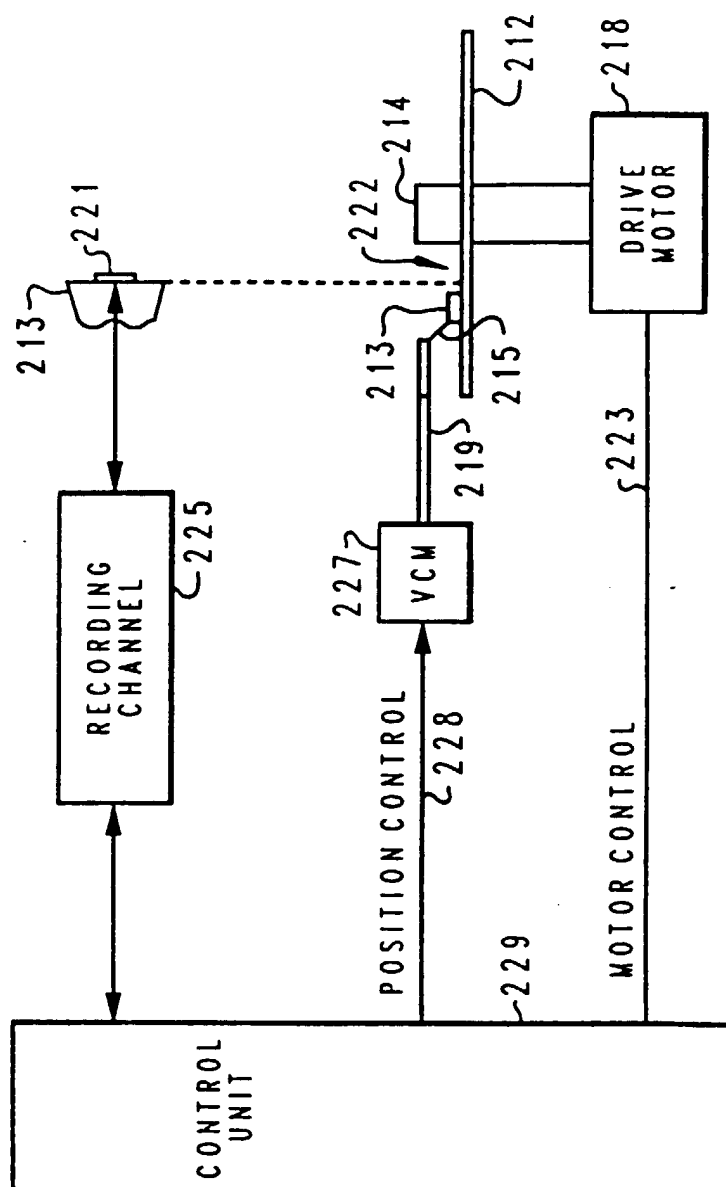 213
221
RECORDING
CHANNEL
225
222
214
212
213
215
219
227
VCM
218
DRIVE
MOTOR
223
POSITION CONTROL
228
MOTOR CONTROL
229
CONTROL
UNIT